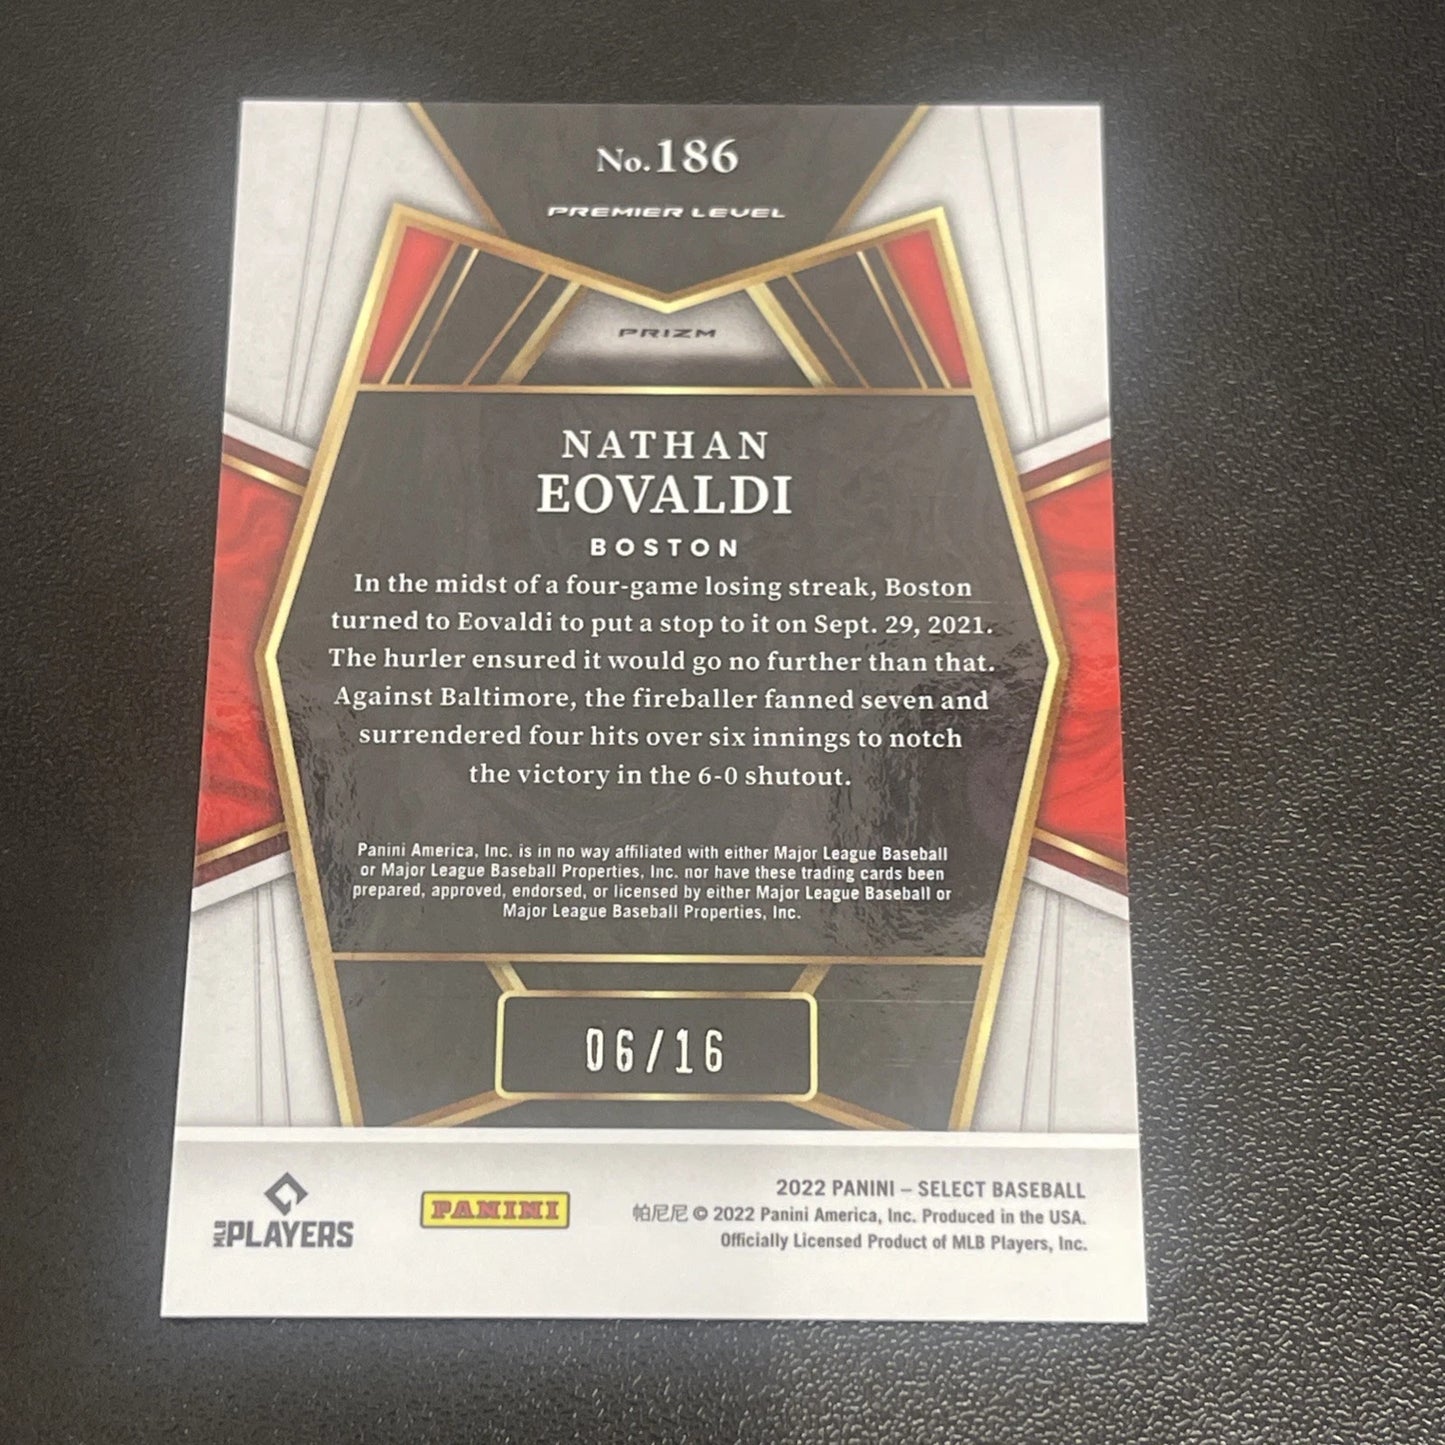 No.186
PREMIER LEVEL
PRIZM
NATHAN
EOVALDI
BOSTON
In the midst of a four-game losing streak, Boston
turned to Eovaldi to put a stop to it on Sept. 29, 2021.
The hurler ensured it would go no further than that.
Against Baltimore, the fireballer fanned seven and
surrendered four hits over six innings to notch
the victory in the 6-0 shutout.
Panini America, Inc. is in no way affiliated with either Major League Baseball
or Major League Baseball Properties, Inc. nor have these trading cards been
prepared, approved, endorsed, or licensed by either Major League Baseball or
Major League Baseball Properties, Inc.
06/16
MLB PLAYERS
PANINI
2022 PANINI – SELECT BASEBALL
帕尼尼 © 2022 Panini America, Inc. Produced in the USA.
Officially Licensed Product of MLB Players, Inc.